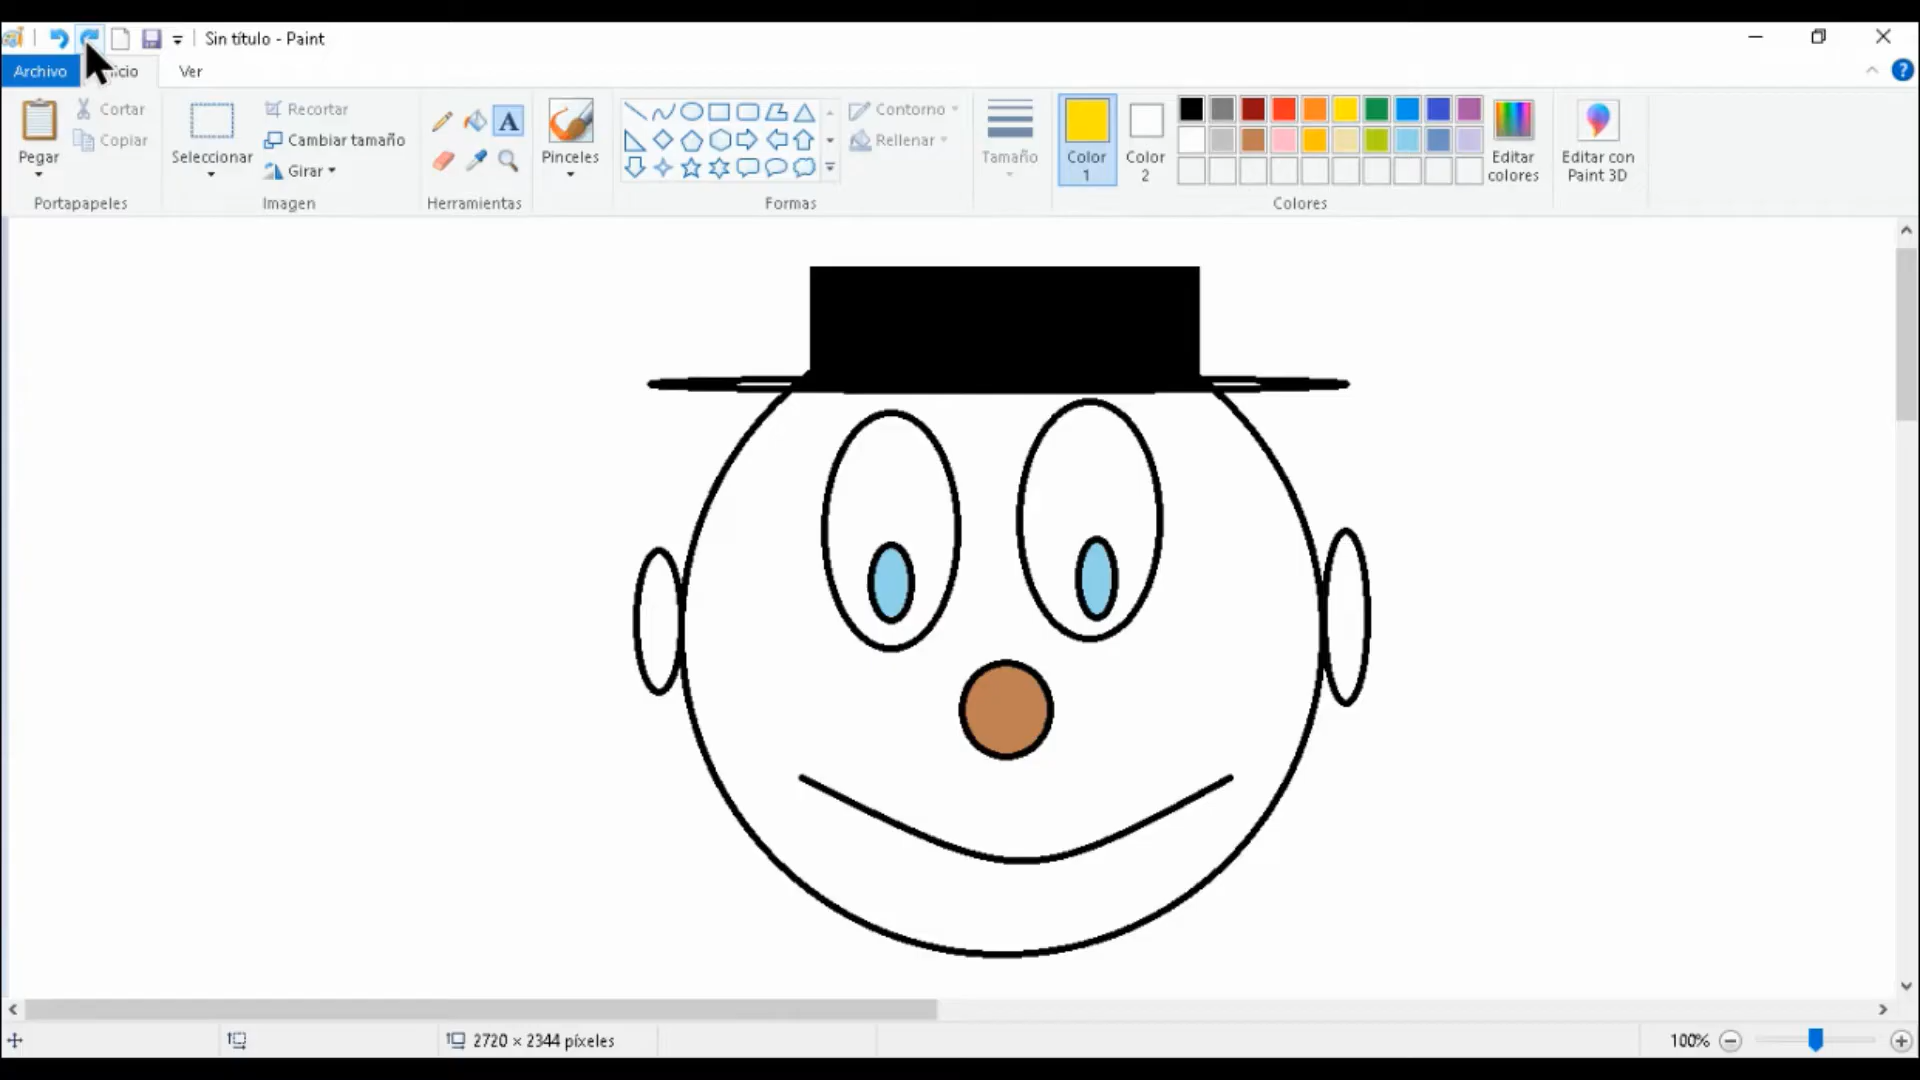 Sin título - Paint
Archivo icio Ver
Pegar
Cortar
Copiar
Portapapeles
Seleccionar
Recortar
Cambiar tamaño
Girar
Imagen
A
Herramientas
Pinceles
Contorno
Rellenar
Formas
Tamaño
Color
1
Color
2
Editar
colores
Colores
Editar con
Paint 3D
2720 × 2344 píxeles
100%